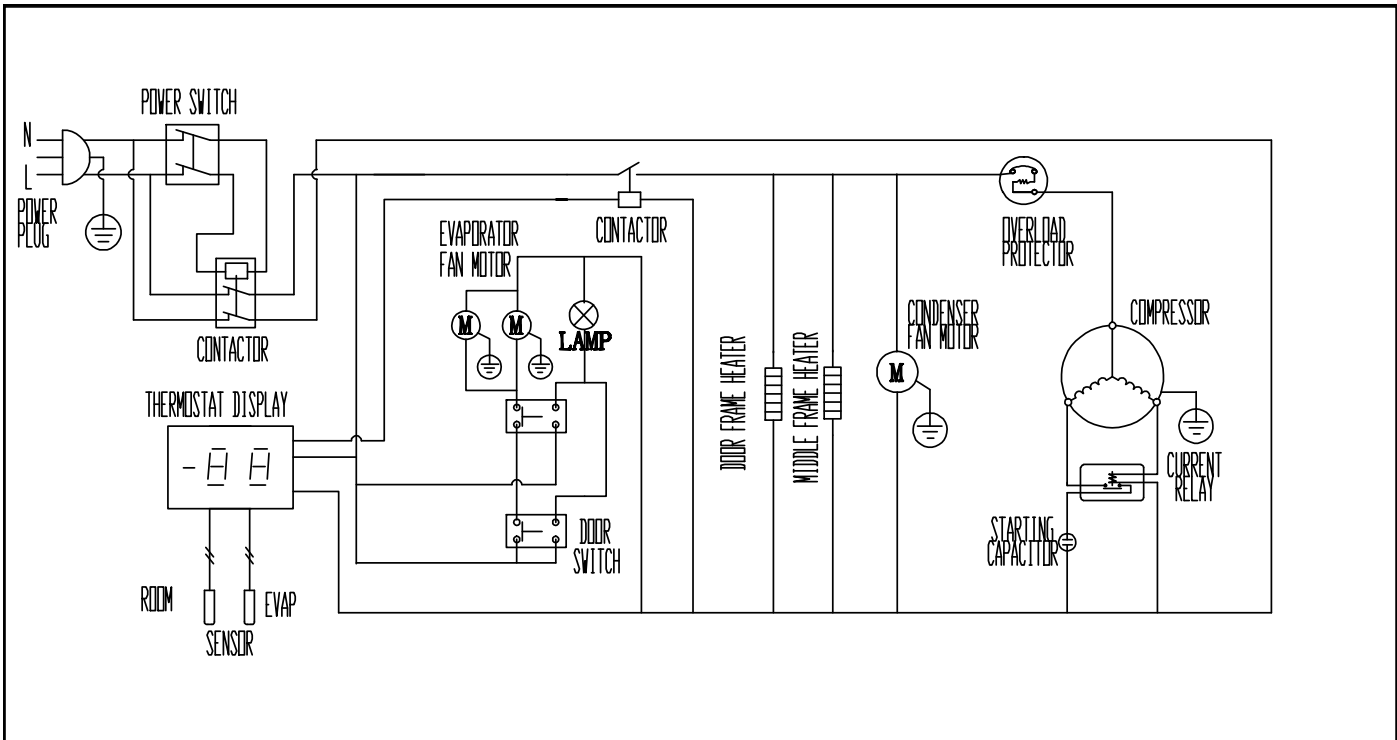 POWER SWITCH
N
L
POWER
PLUG
CONTACTOR
EVAPORATOR
FAN MOTOR
CONTACTOR
OVERLOAD
PROTECTOR
M
M
LAMP
DOOR FRAME HEATER
MIDDLE FRAME HEATER
CONDENSER
FAN MOTOR
M
COMPRESSOR
THERMOSTAT DISPLAY
-88
CURRENT
RELAY
STARTING
CAPACITOR
DOOR
SWITCH
ROOM
EVAP
SENSOR